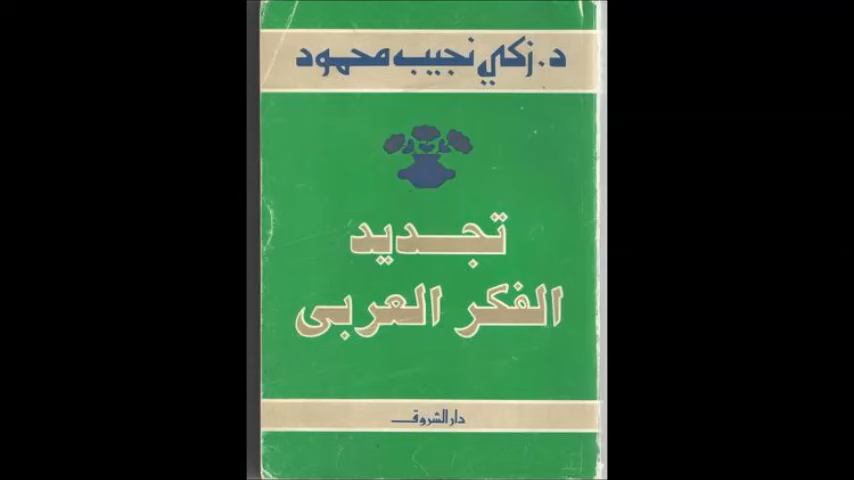 د. زكي نجيب محمود
تجديد
الفكر العربى
دار الشروق